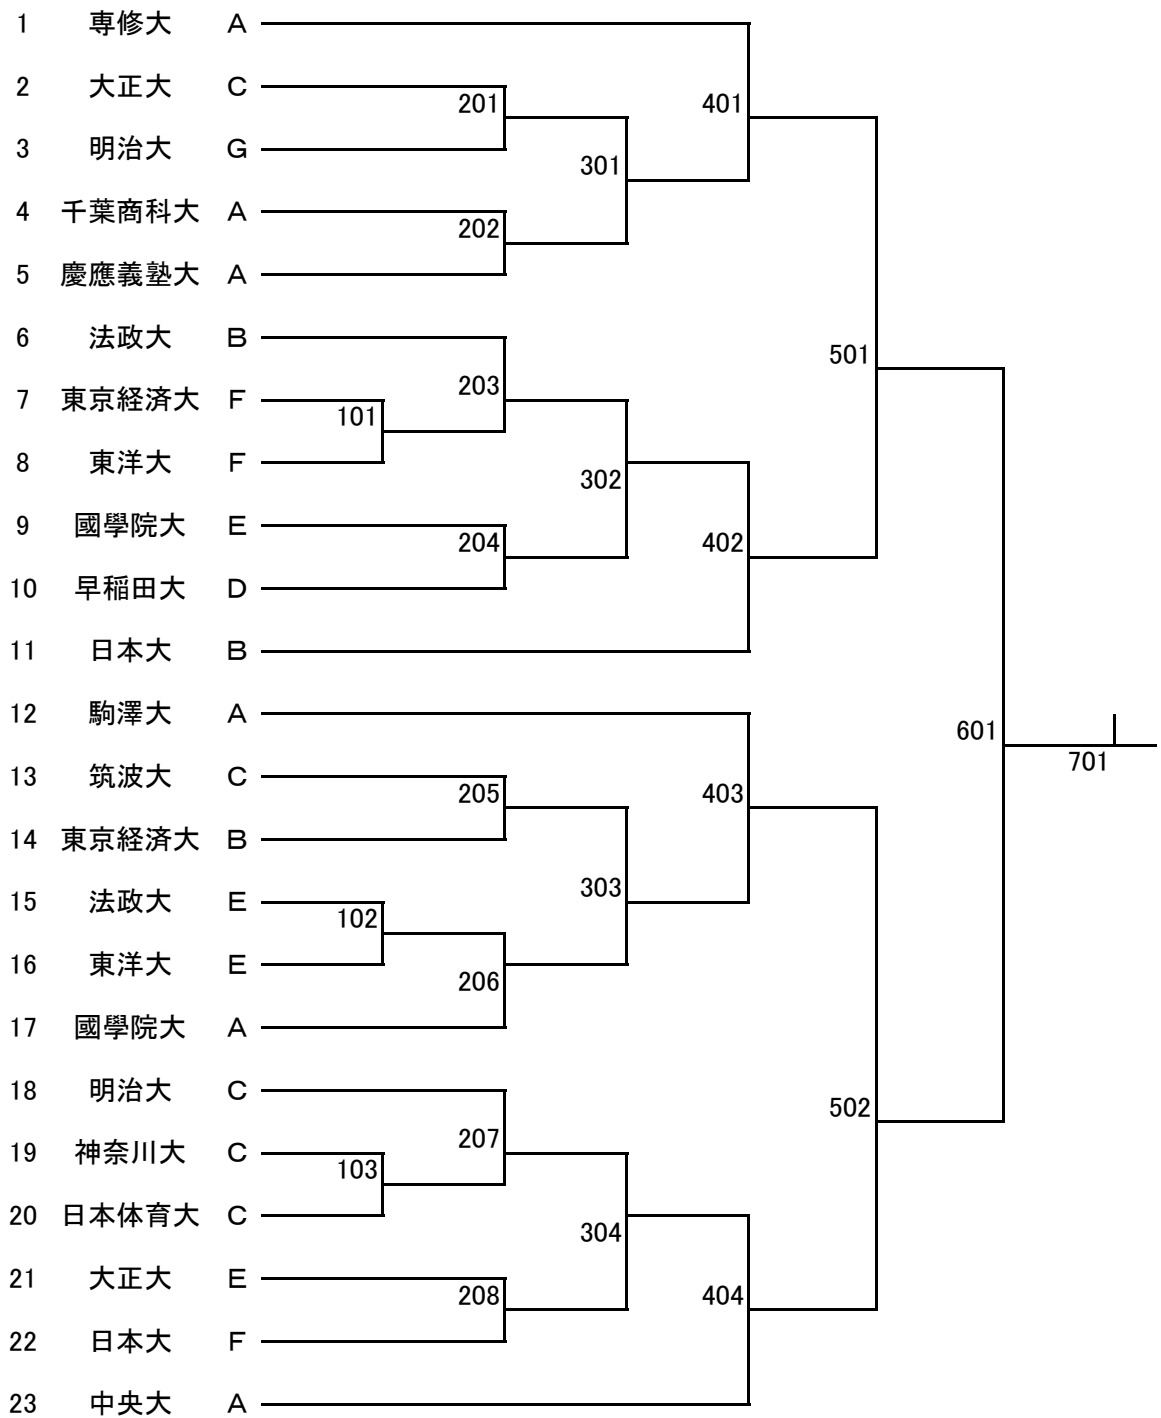 1 専修大 A
2 大正大 C
201
401
3 明治大 G
301
4 千葉商科大 A
202
5 慶應義塾大 A
6 法政大 B
501
7 東京経済大 F
203
101
8 東洋大 F
302
9 國學院大 E
204
402
10 早稲田大 D
11 日本大 B
12 駒澤大 A
601
701
13 筑波大 C
205
403
14 東京経済大 B
303
15 法政大 E
102
16 東洋大 E
206
17 國學院大 A
18 明治大 C
502
207
19 神奈川大 C
103
20 日本体育大 C
304
21 大正大 E
208
404
22 日本大 F
23 中央大 A